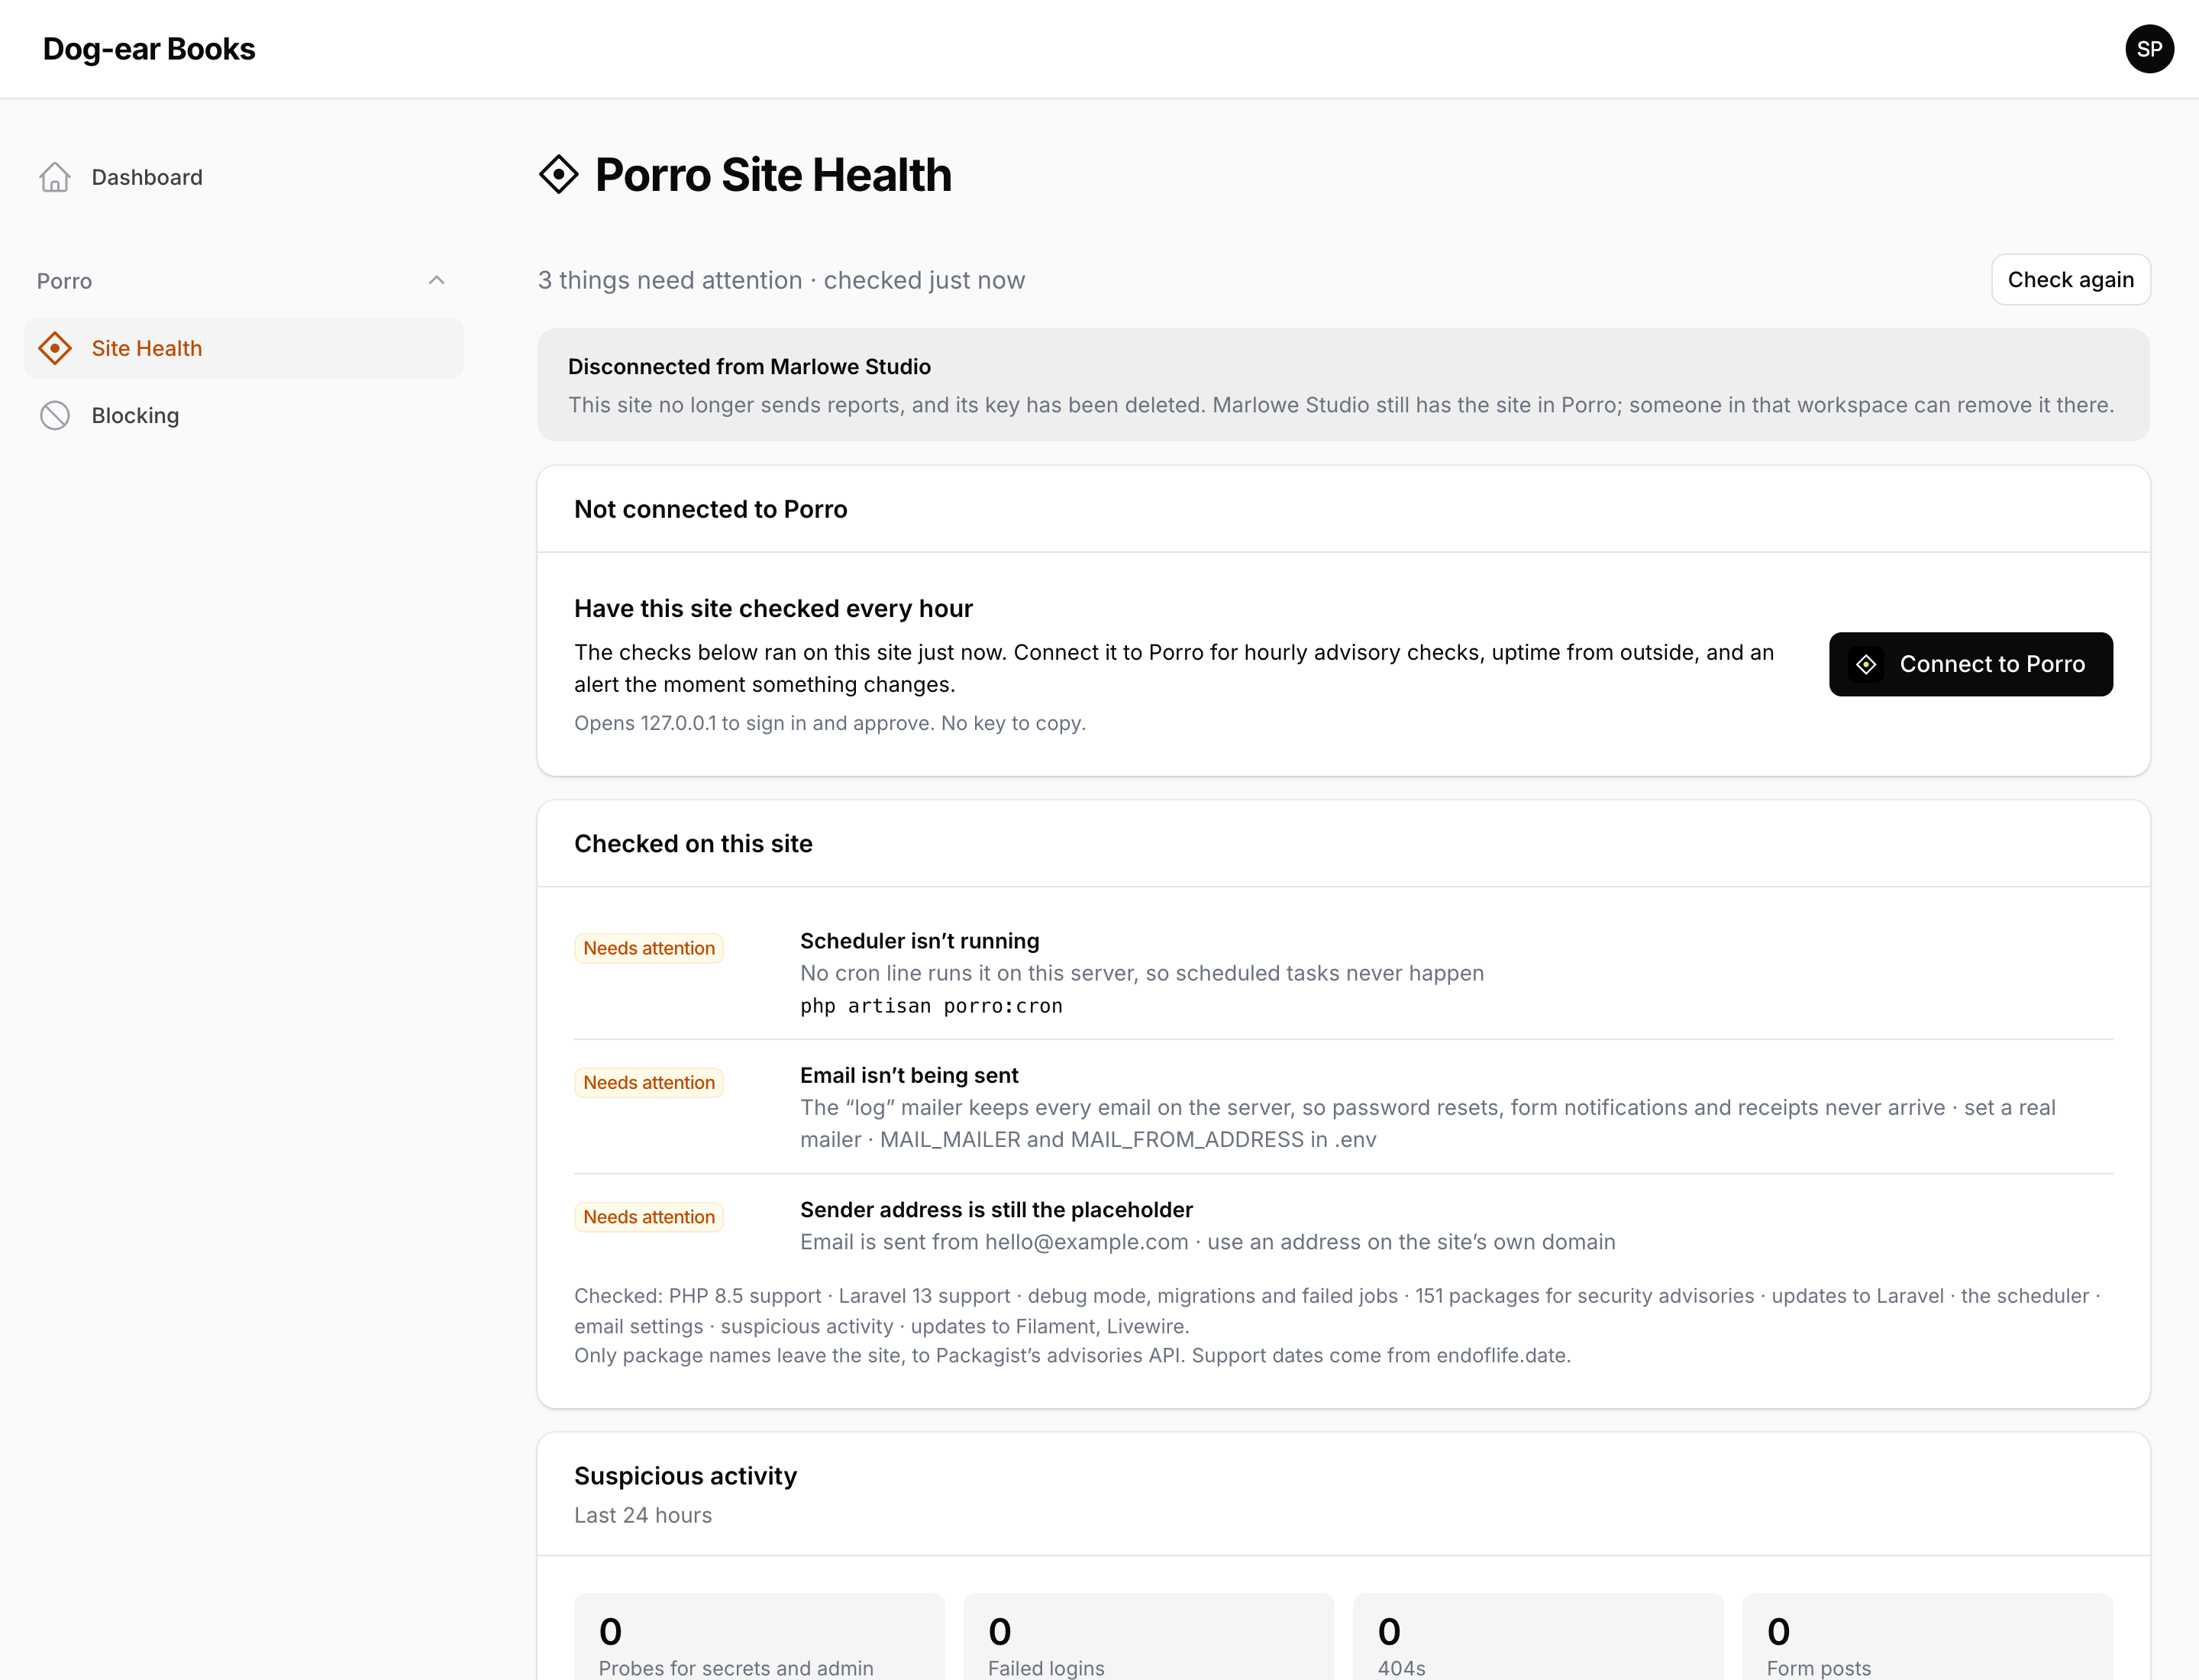 Dog-ear Books
SP
Dashboard
Porro
Site Health
Blocking
Porro Site Health
3 things need attention · checked just now
Check again
Disconnected from Marlowe Studio
This site no longer sends reports, and its key has been deleted. Marlowe Studio still has the site in Porro; someone in that workspace can remove it there.
Not connected to Porro
Have this site checked every hour
The checks below ran on this site just now. Connect it to Porro for hourly advisory checks, uptime from outside, and an
alert the moment something changes.
Opens 127.0.0.1 to sign in and approve. No key to copy.
Connect to Porro
Checked on this site
Needs attention
Scheduler isn’t running
No cron line runs it on this server, so scheduled tasks never happen
php artisan porro:cron
Needs attention
Email isn’t being sent
The “log” mailer keeps every email on the server, so password resets, form notifications and receipts never arrive · set a real
mailer · MAIL_MAILER and MAIL_FROM_ADDRESS in .env
Needs attention
Sender address is still the placeholder
Email is sent from hello@example.com · use an address on the site’s own domain
Checked: PHP 8.5 support · Laravel 13 support · debug mode, migrations and failed jobs · 151 packages for security advisories · updates to Laravel · the scheduler ·
email settings · suspicious activity · updates to Filament, Livewire.
Only package names leave the site, to Packagist’s advisories API. Support dates come from endoflife.date.
Suspicious activity
Last 24 hours
0
Probes for secrets and admin
0
Failed logins
0
404s
0
Form posts